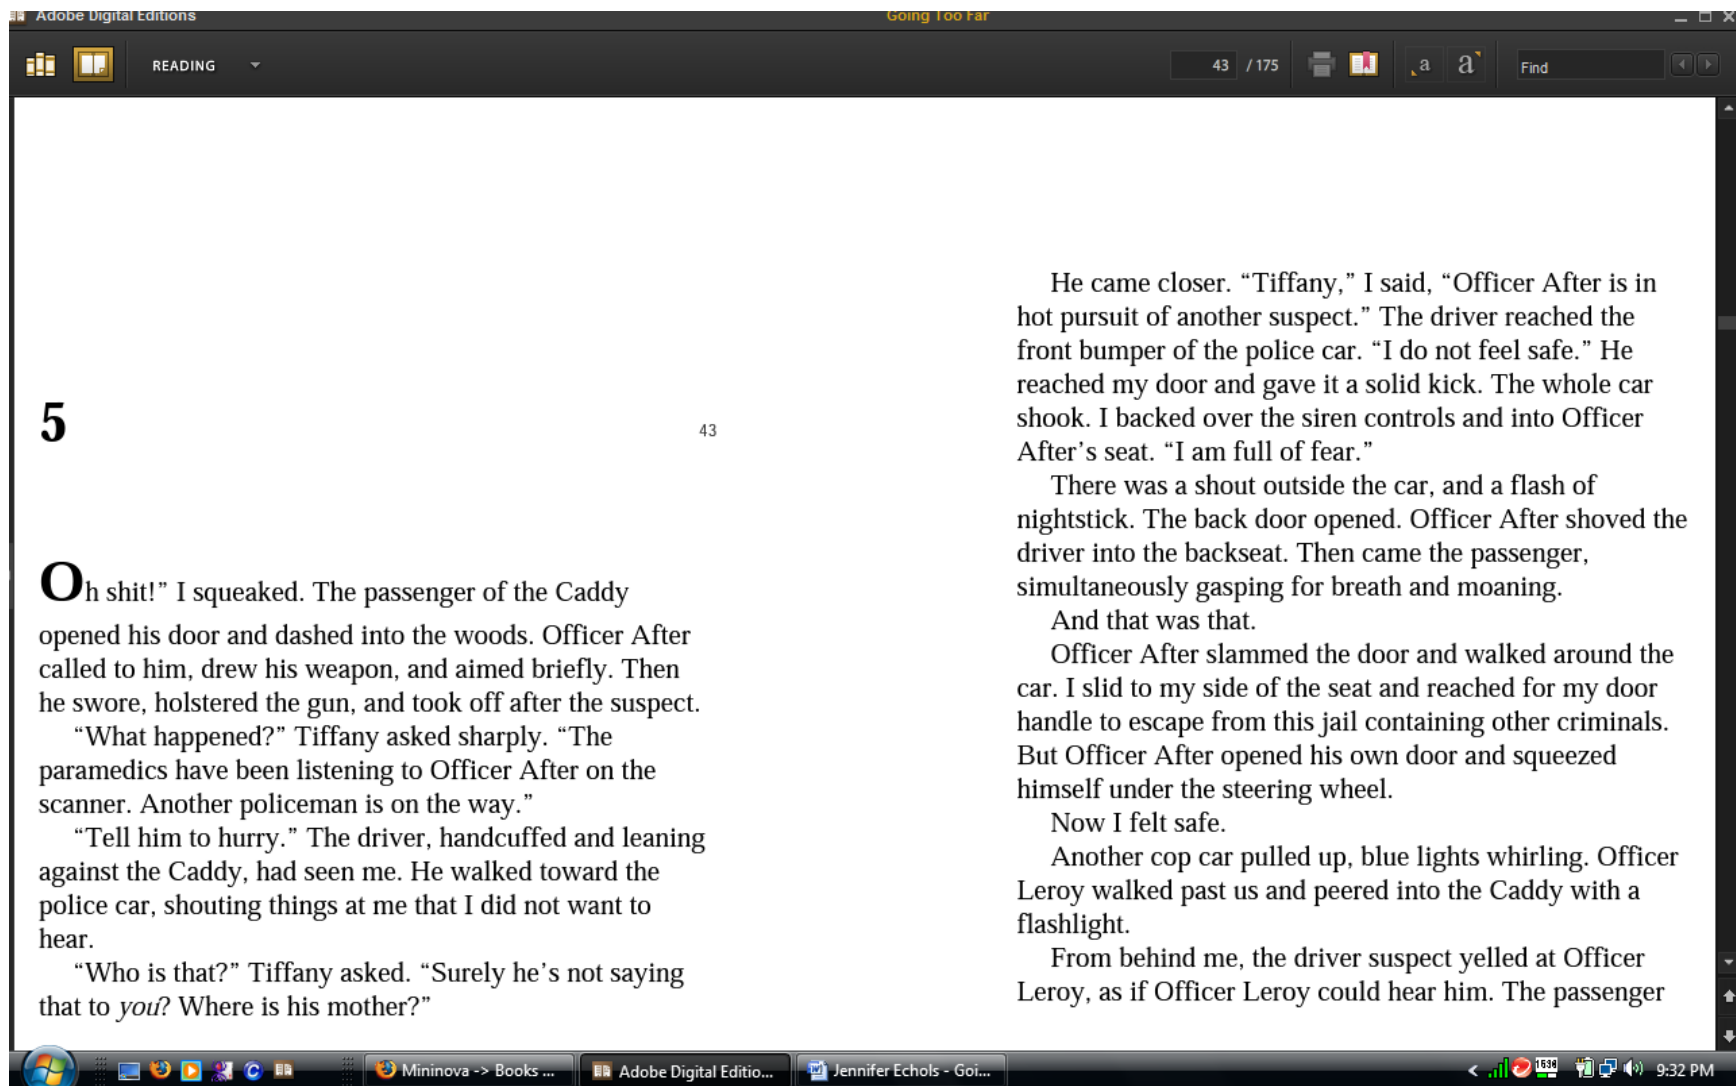 Adobe Digital Editions
Going Too Far
READING
43 / 175
a
a
Find
5
43
Oh shit!” I squeaked. The passenger of the Caddy
opened his door and dashed into the woods. Officer After
called to him, drew his weapon, and aimed briefly. Then
he swore, holstered the gun, and took off after the suspect.
“What happened?” Tiffany asked sharply. “The
paramedics have been listening to Officer After on the
scanner. Another policeman is on the way.”
“Tell him to hurry.” The driver, handcuffed and leaning
against the Caddy, had seen me. He walked toward the
police car, shouting things at me that I did not want to
hear.
“Who is that?” Tiffany asked. “Surely he’s not saying
that to you? Where is his mother?”
He came closer. “Tiffany,” I said, “Officer After is in
hot pursuit of another suspect.” The driver reached the
front bumper of the police car. “I do not feel safe.” He
reached my door and gave it a solid kick. The whole car
shook. I backed over the siren controls and into Officer
After’s seat. “I am full of fear.”
There was a shout outside the car, and a flash of
nightstick. The back door opened. Officer After shoved the
driver into the backseat. Then came the passenger,
simultaneously gasping for breath and moaning.
And that was that.
Officer After slammed the door and walked around the
car. I slid to my side of the seat and reached for my door
handle to escape from this jail containing other criminals.
But Officer After opened his own door and squeezed
himself under the steering wheel.
Now I felt safe.
Another cop car pulled up, blue lights whirling. Officer
Leroy walked past us and peered into the Caddy with a
flashlight.
From behind me, the driver suspect yelled at Officer
Leroy, as if Officer Leroy could hear him. The passenger
Mininova -> Books ...
Adobe Digital Editio...
Jennifer Echols - Goi...
9:32 PM